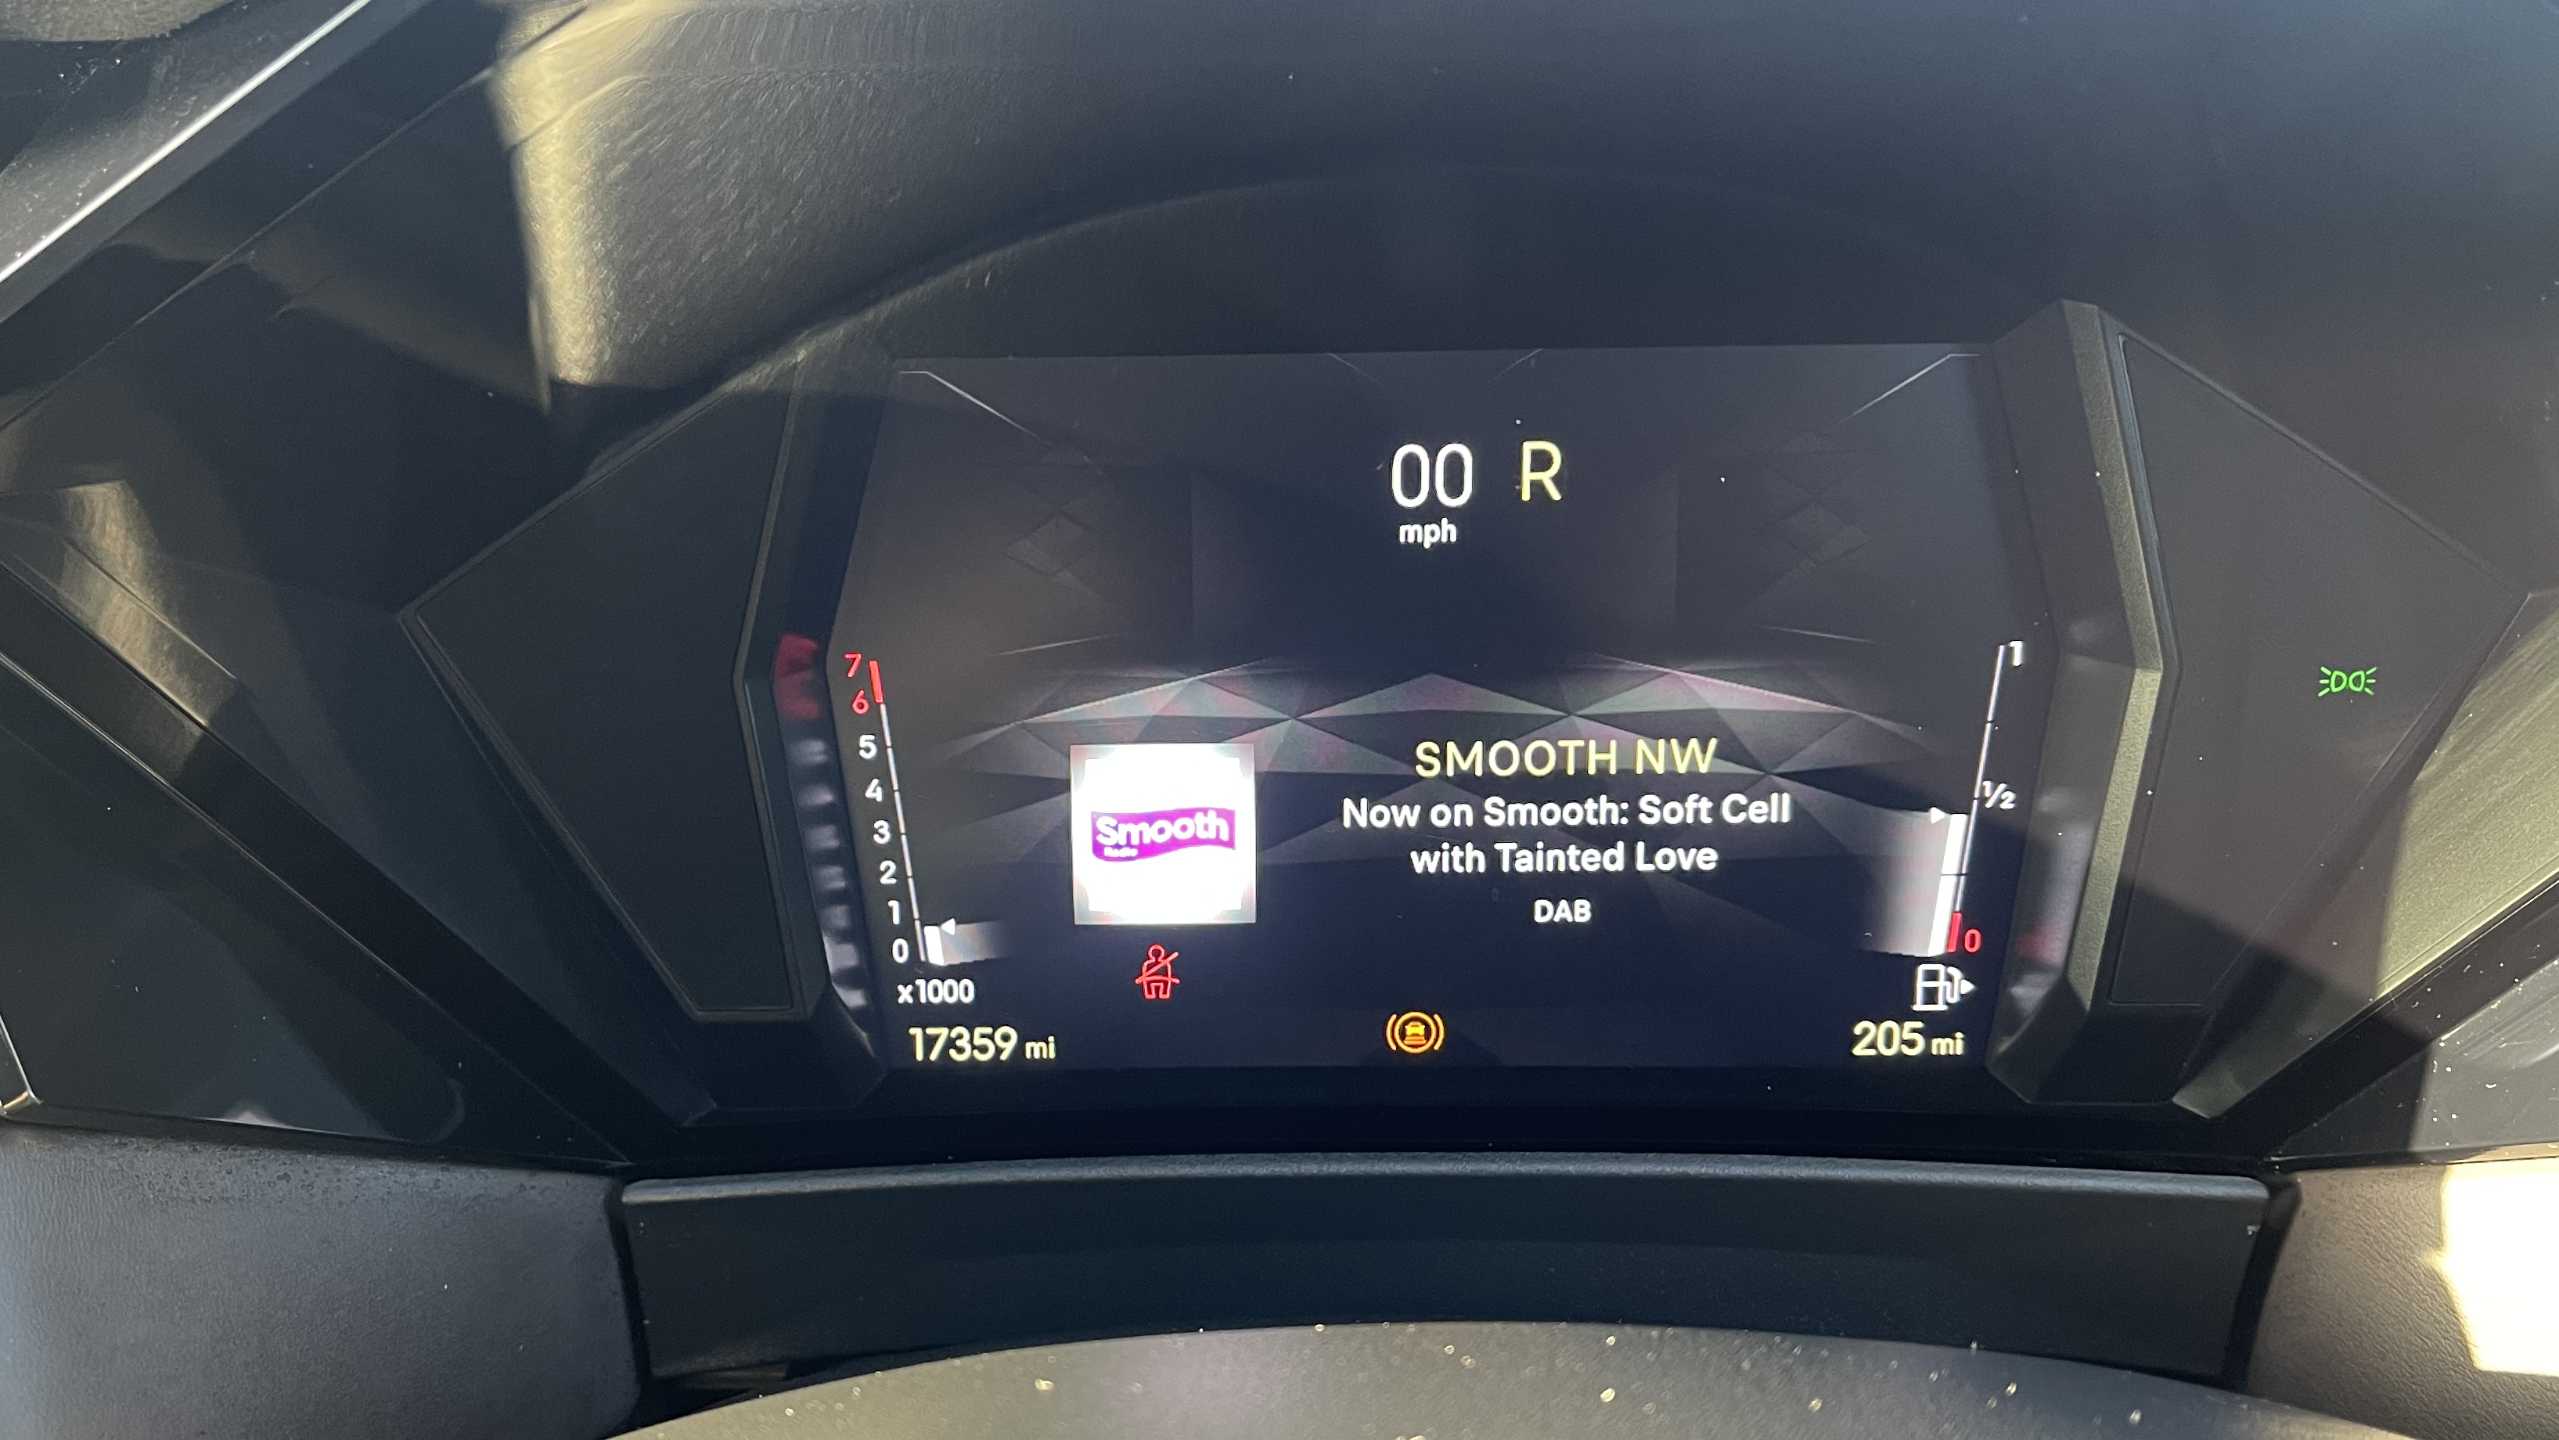 00 R
mph
7
6
5
4
3
2
1
0
x1000
17359 mi
Smooth
Radio
SMOOTH NW
Now on Smooth: Soft Cell
with Tainted Love
DAB
1
½
0
205 mi